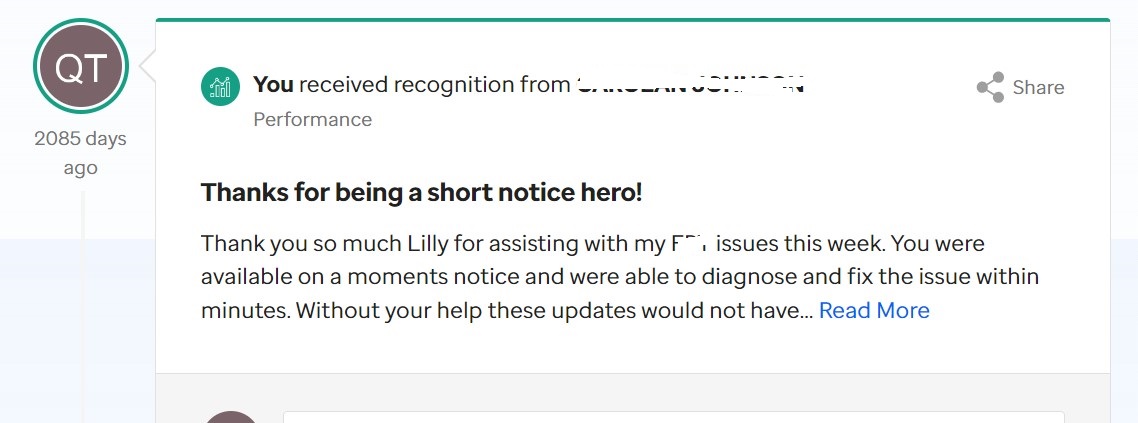 QT
2085 days
ago
You received recognition from
Share
Performance
Thanks for being a short notice hero!
Thank you so much Lilly for assisting with my issues this week. You were
available on a moments notice and were able to diagnose and fix the issue within
minutes. Without your help these updates would not have... Read More